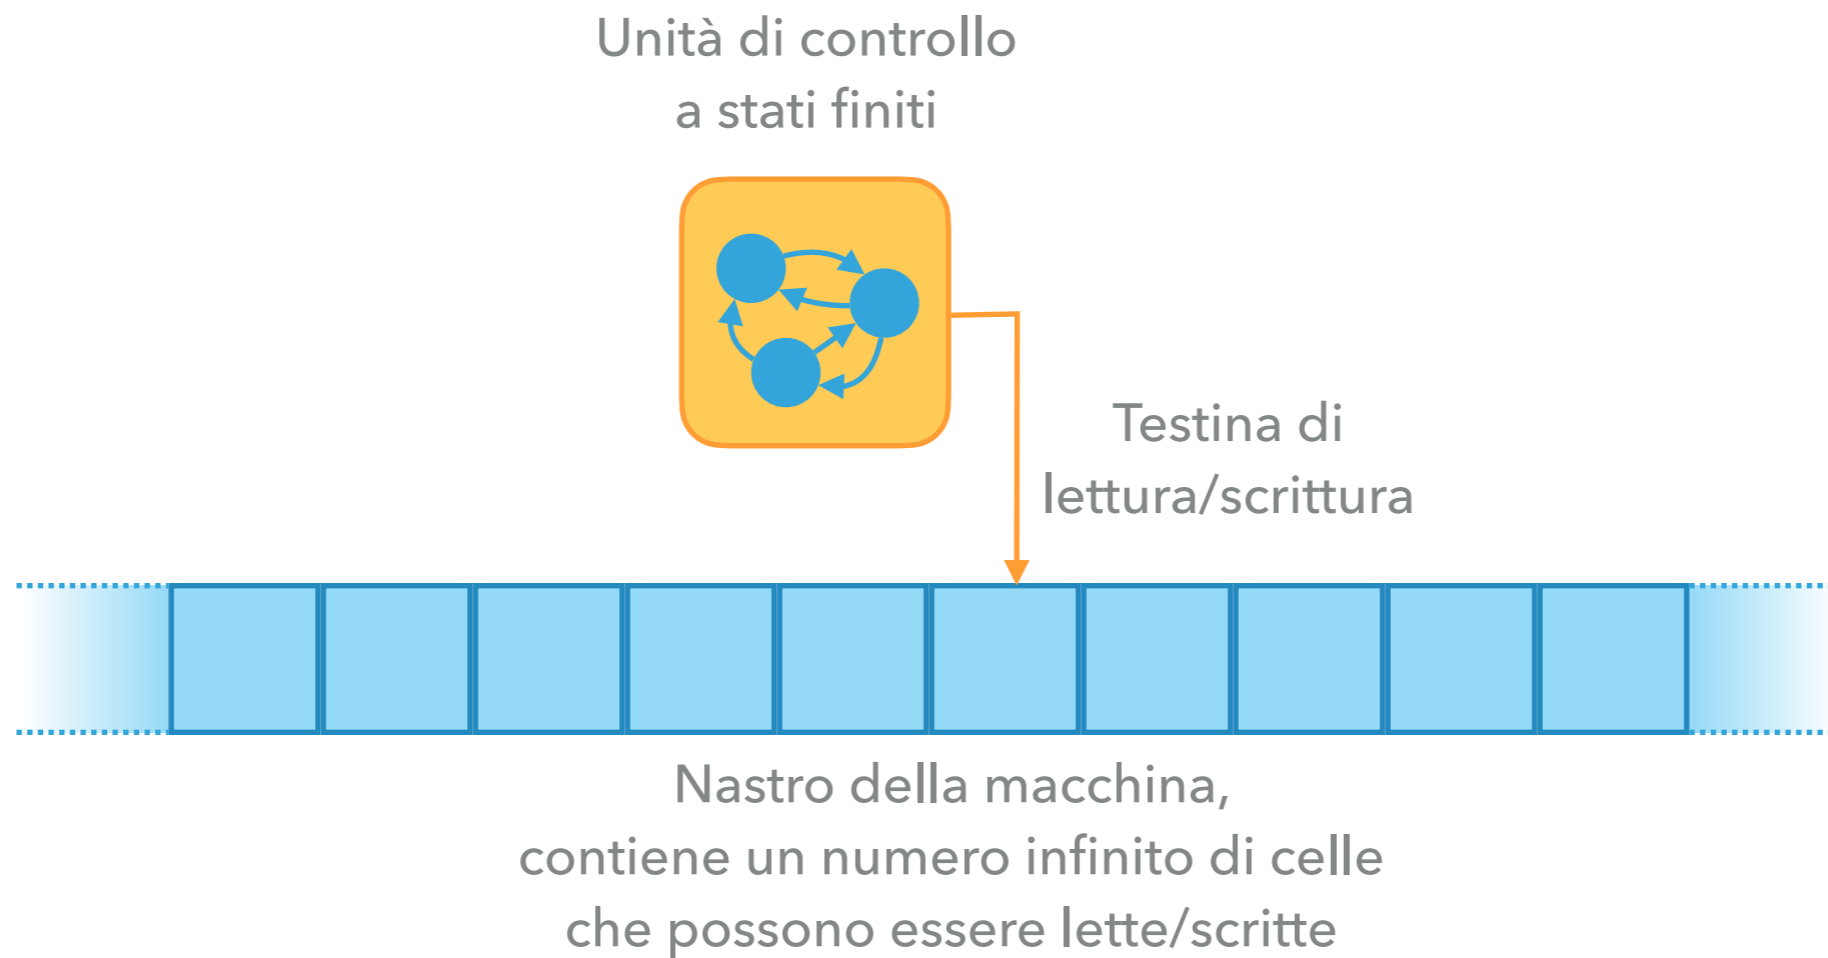 Unità di controllo
a stati finiti
Testina di
lettura/scrittura
Nastro della macchina,
contiene un numero infinito di celle
che possono essere lette/scritte